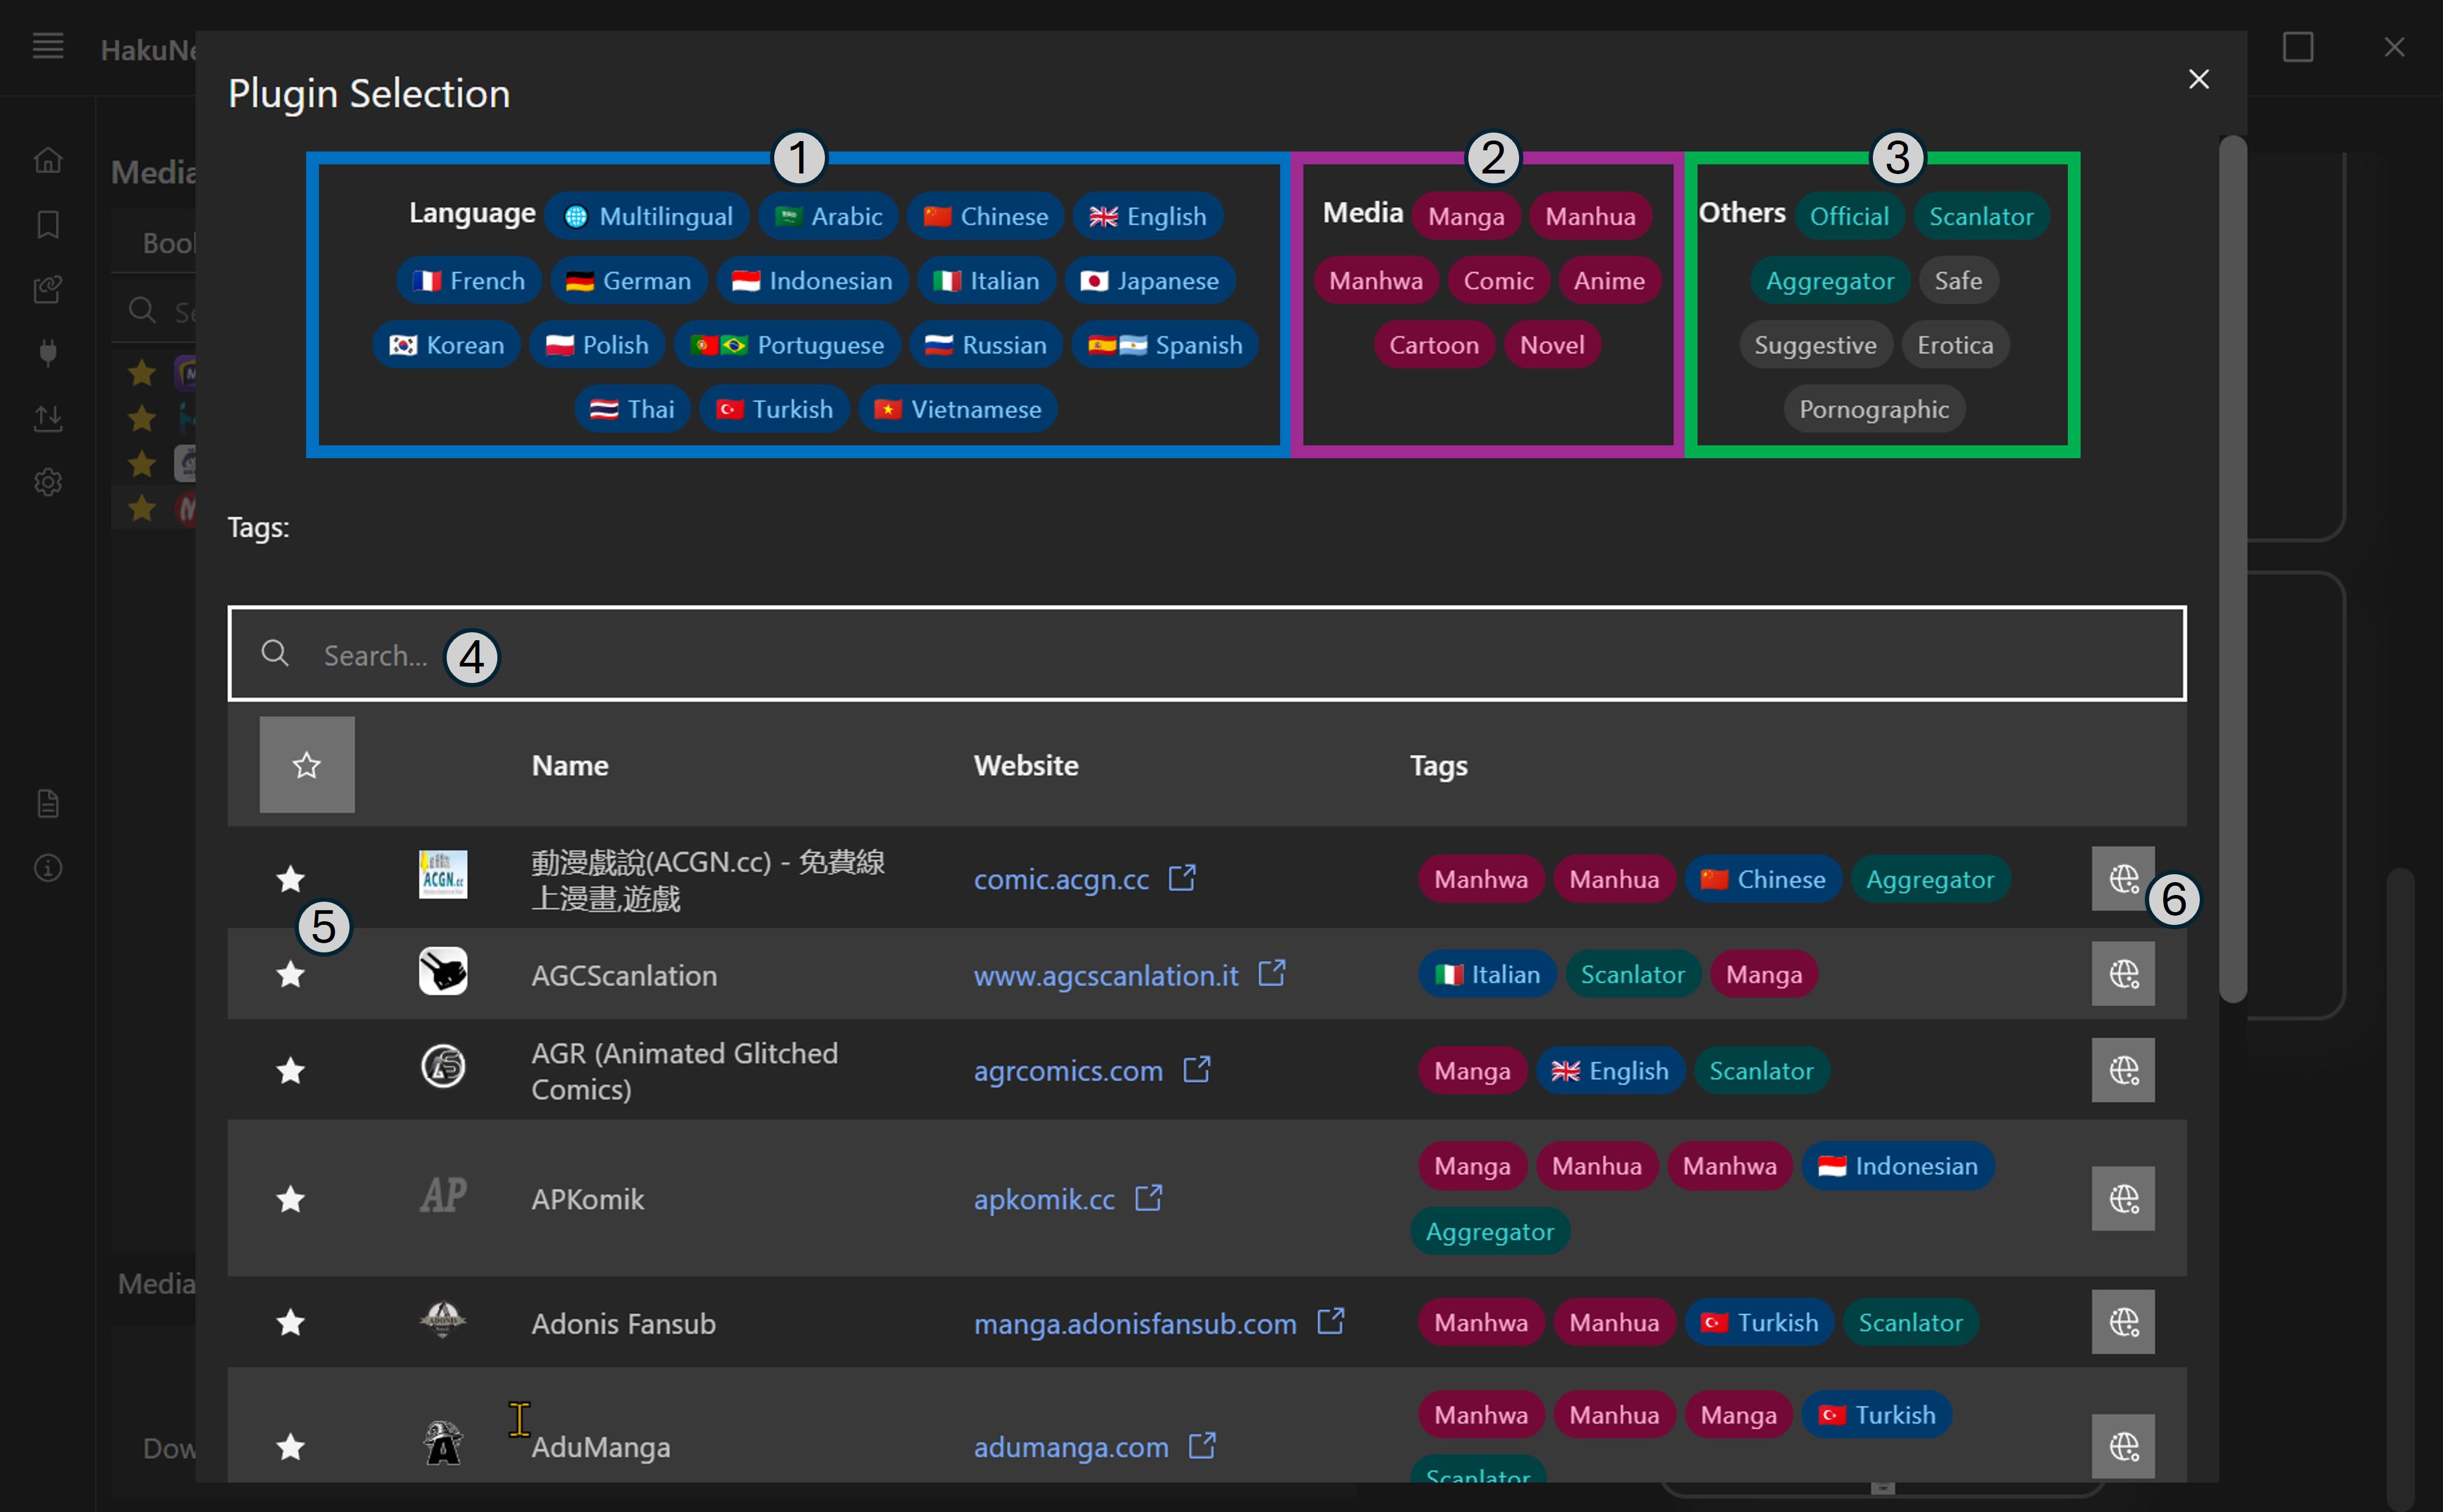 HakuNe
Plugin Selection
1
2
3
Media
Language Multilingual Arabic Chinese English
French German Indonesian Italian Japanese
Korean Polish Portuguese Russian Spanish
Thai Turkish Vietnamese
Media Manga Manhua
Manhwa Comic Anime
Cartoon Novel
Others Official Scanlator
Aggregator Safe
Suggestive Erotica
Pornographic
Boo
Se
Tags:
Search... 4
Name Website Tags
動漫戲說(ACGN.cc) - 免費線
上漫畫,遊戲
ACGN.cc
comic.acgn.cc
Manhwa Manhua Chinese Aggregator
5
6
AGCScanlation www.agcscanlation.it Italian Scanlator Manga
AGR (Animated Glitched
Comics)
agrcomics.com
Manga English Scanlator
AP
APKomik apkomik.cc
Manga Manhua Manhwa Indonesian
Aggregator
Media
ADONIS
Adonis Fansub manga.adonisfansub.com Manhwa Manhua Turkish Scanlator
A
AduManga adumanga.com
Manhwa Manhua Manga Turkish
Scanlator
Dow